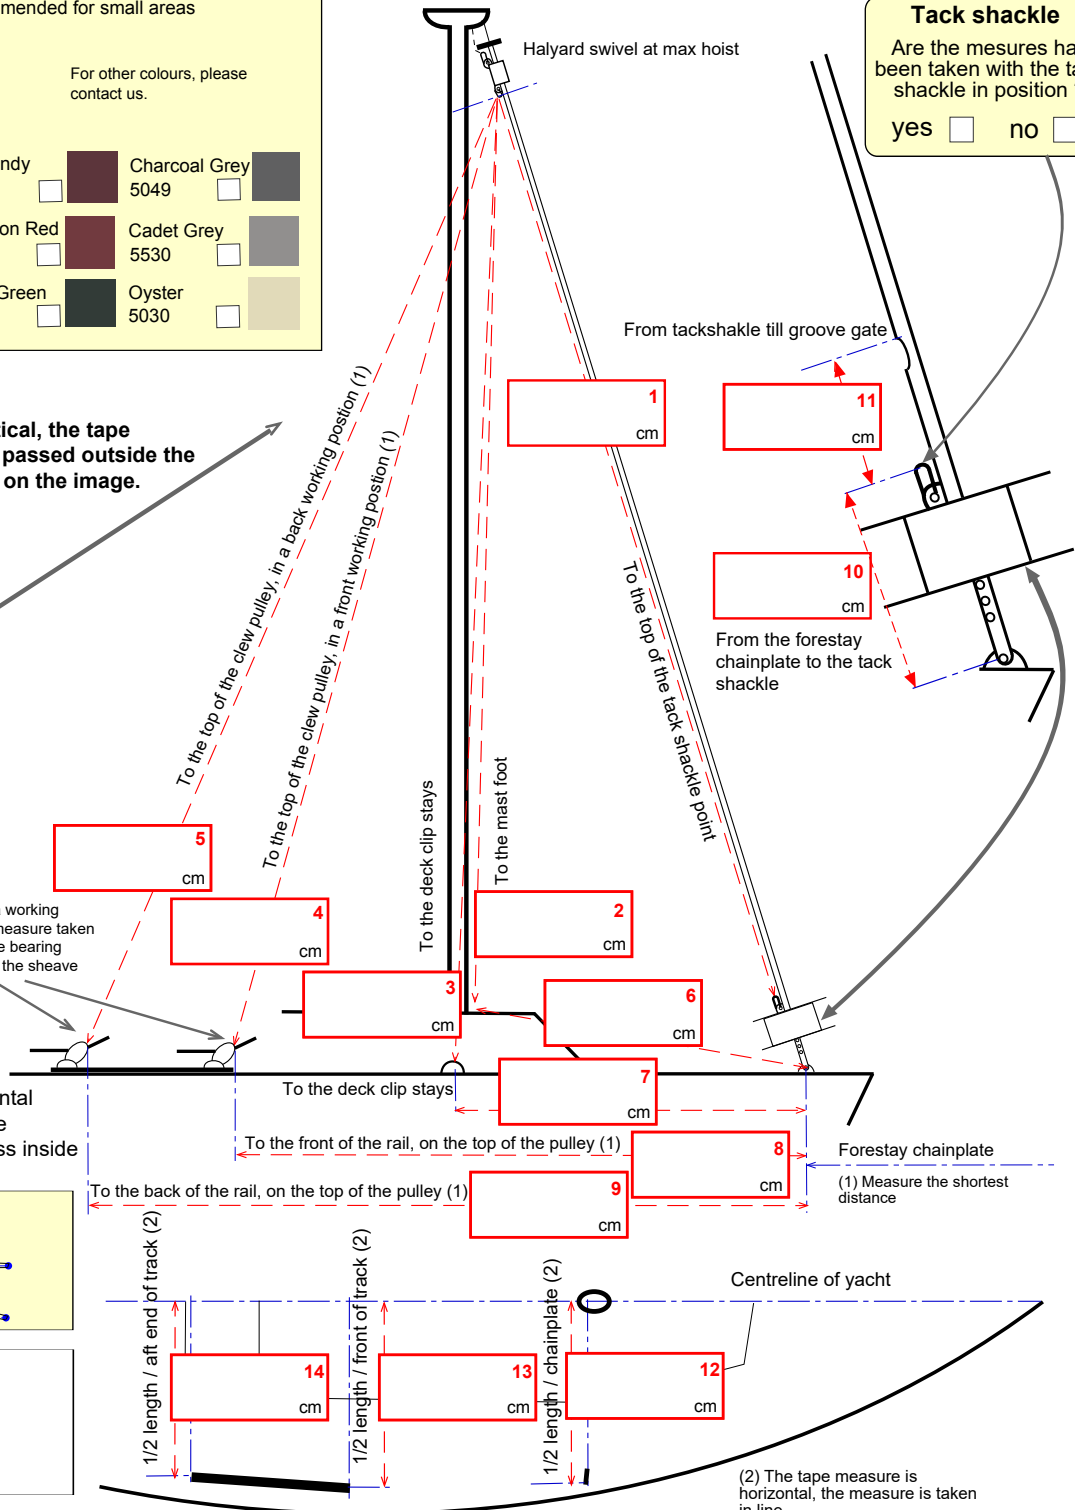 mended for small areas
For other colours, please
contact us.
ndy
Charcoal Grey
5049
on Red
Cadet Grey
5530
Green
Oyster
5030
Halyard swivel at max hoist
Tack shackle
Are the mesures ha
been taken with the ta
shackle in position
yes
no
tical, the tape
passed outside the
on the image.
From tackshakle till groove gate
1
cm
11
cm
10
cm
From the forestay
chainplate to the tack
shackle
To the top of the clew pulley, in a back working postion (1)
To the top of the clew pulley, in a front working postion (1)
To the deck clip stays
To the mast foot
To the top of the tack shackle point
5
cm
4
cm
2
cm
3
cm
6
cm
working
measure taken
e bearing
the sheave
7
cm
To the deck clip stays
ntal
e
ss inside
To the front of the rail, on the top of the pulley (1)
8
cm
Forestay chainplate
(1) Measure the shortest
distance
To the back of the rail, on the top of the pulley (1)
9
cm
1/2 length / aft end of track (2)
1/2 length / front of track (2)
1/2 length / chainplate (2)
Centreline of yacht
14
cm
13
cm
12
cm
(2) The tape measure is
horizontal, the measure is taken
in line